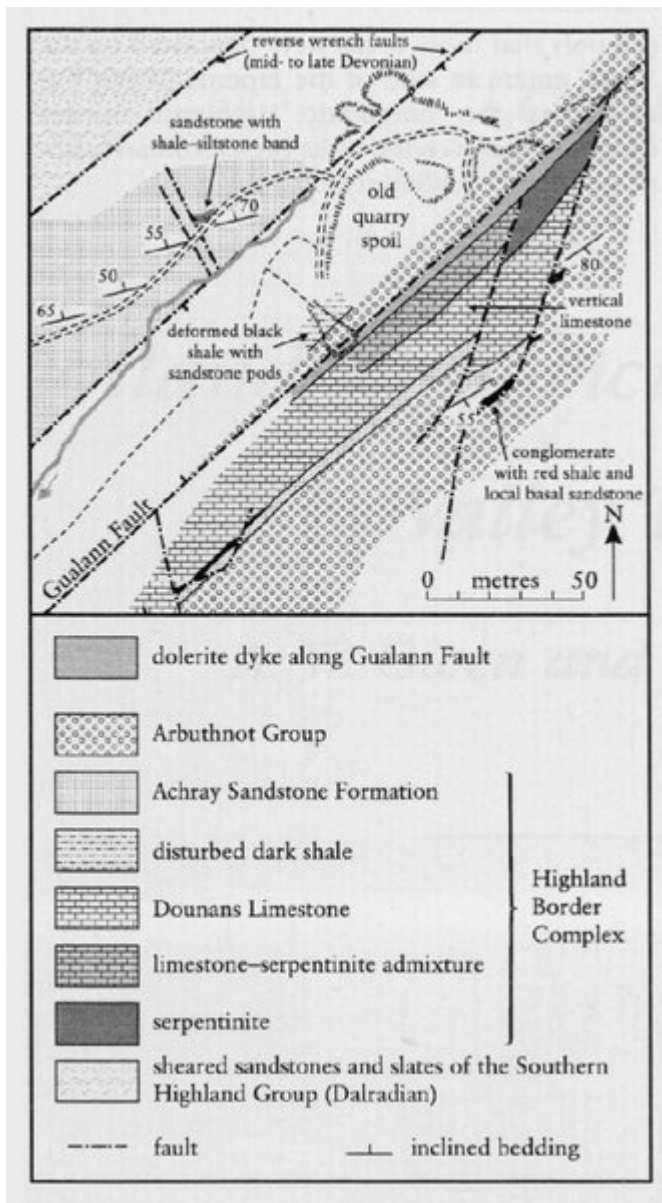 reverse wrench faults
(mid- to late Devonian)
sandstone with
shale–siltstone band
70
old
quarry
spoil
55
50
65
80
vertical
limestone
deformed black
shale with
sandstone pods
55
conglomerate
with red shale and
local basal sandstone
Gualann Fault
N
0 metres 50
dolerite dyke along Gualann Fault
Arbuthnot Group
Achray Sandstone Formation
disturbed dark shale
Dounans Limestone
limestone–serpentinite admixture
serpentinite
Highland
Border
Complex
sheared sandstones and slates of the Southern
Highland Group (Dalradian)
fault
inclined bedding